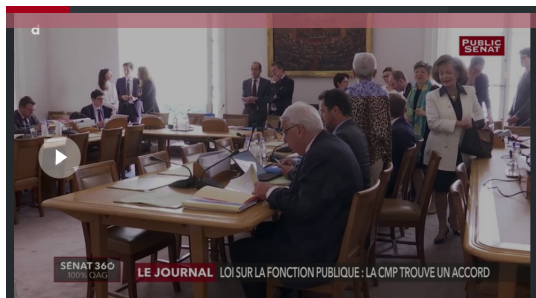 PUBLIC
SÉNAT
SÉNAT 360
100% QAG
LE JOURNAL LOI SUR LA FONCTION PUBLIQUE : LA CMP TROUVE UN ACCORD